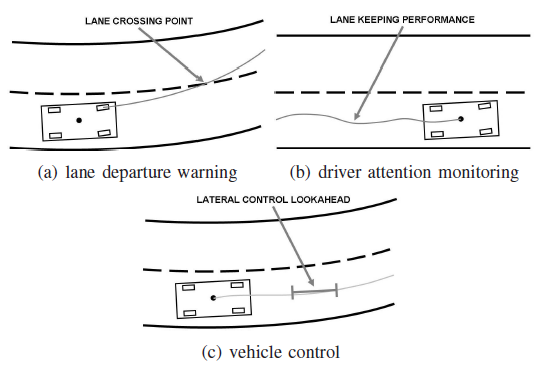 LANE CROSSING POINT
LANE KEEPING PERFORMANCE
(a) lane departure warning
(b) driver attention monitoring
LATERAL CONTROL LOOKAHEAD
(c) vehicle control